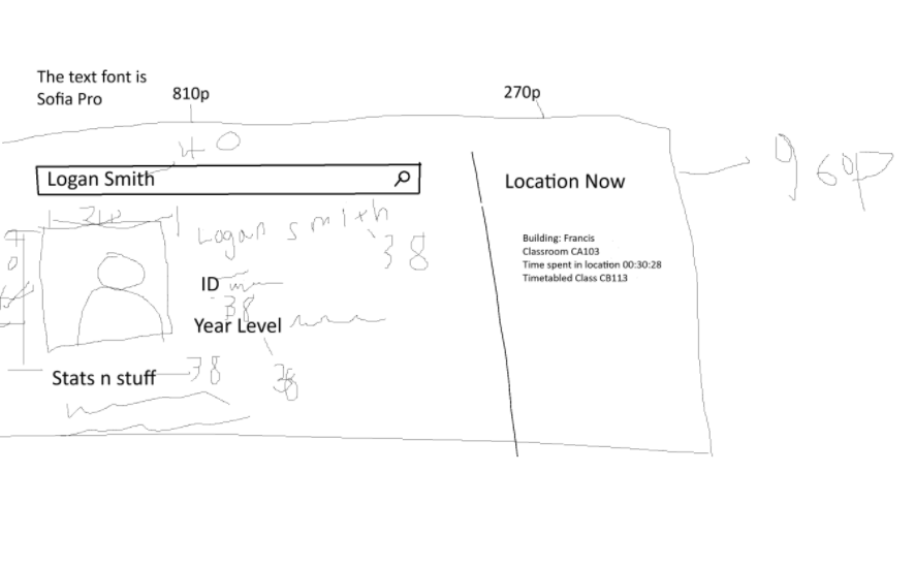 The text font is
Sofia Pro
810p
270p
40
960p
Logan Smith
Location Now
Logan smith
38
Building: Francis
Classroom CA103
Time spent in location 00:30:28
Timetabled Class CB113
ID
38
Year Level
38
Stats n stuff
38